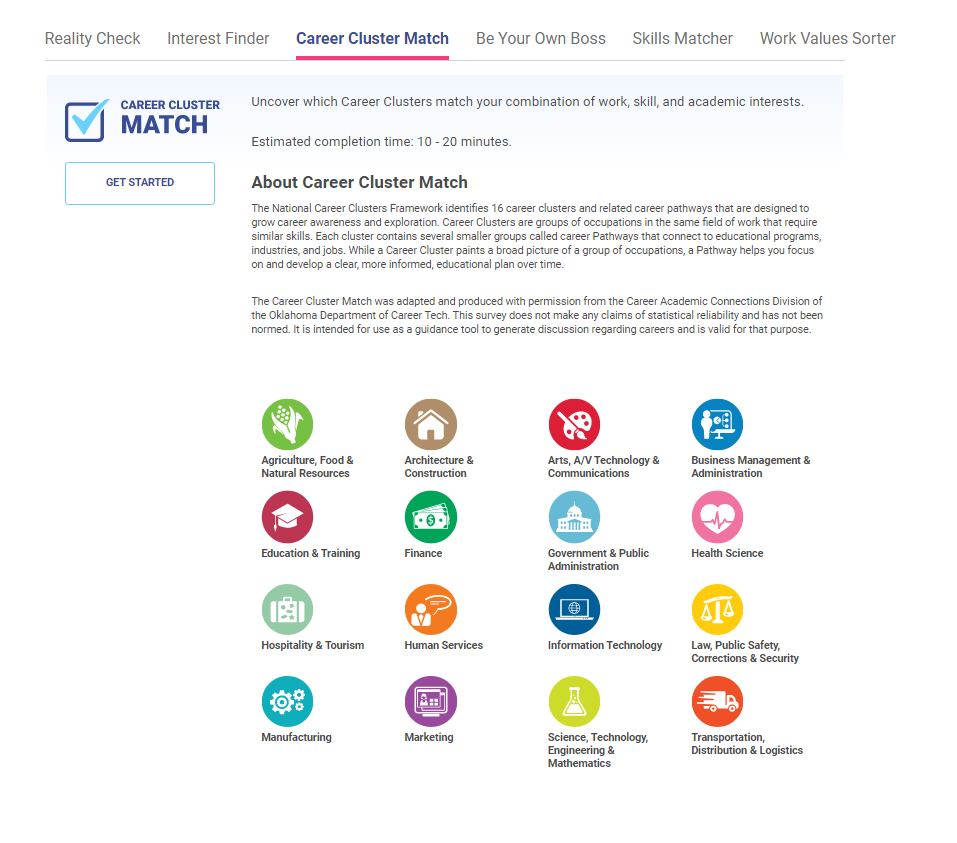 Reality Check Interest Finder Career Cluster Match Be Your Own Boss Skills Matcher Work Values Sorter
CAREER CLUSTER
MATCH
GET STARTED
Uncover which Career Clusters match your combination of work, skill, and academic interests.
Estimated completion time: 10 - 20 minutes.
About Career Cluster Match
The National Career Clusters Framework identifies 16 career clusters and related career pathways that are designed to
grow career awareness and exploration. Career Clusters are groups of occupations in the same field of work that require
similar skills. Each cluster contains several smaller groups called career Pathways that connect to educational programs,
industries, and jobs. While a Career Cluster paints a broad picture of a group of occupations, a Pathway helps you focus
on and develop a clear, more informed, educational plan over time.
The Career Cluster Match was adapted and produced with permission from the Career Academic Connections Division of
the Oklahoma Department of Career Tech. This survey does not make any claims of statistical reliability and has not been
normed. It is intended for use as a guidance tool to generate discussion regarding careers and is valid for that purpose.
Agriculture, Food &
Natural Resources
Architecture &
Construction
Arts, A/V Technology &
Communications
Business Management &
Administration
Education & Training
$
Finance
Government & Public
Administration
Health Science
Hospitality & Tourism
Human Services
Information Technology
Law, Public Safety,
Corrections & Security
Manufacturing
Marketing
Science, Technology,
Engineering &
Mathematics
Transportation,
Distribution & Logistics